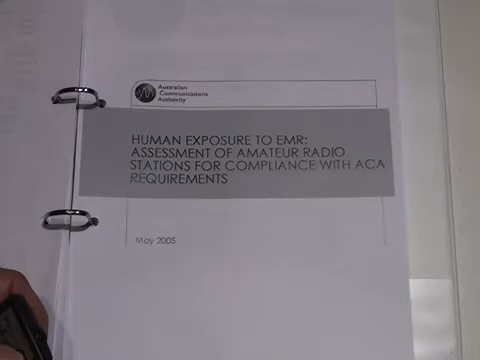 Australian
Communications
Authority
HUMAN EXPOSURE TO EMR:
ASSESSMENT OF AMATEUR RADIO
STATIONS FOR COMPLIANCE WITH ACA
REQUIREMENTS
May 2005